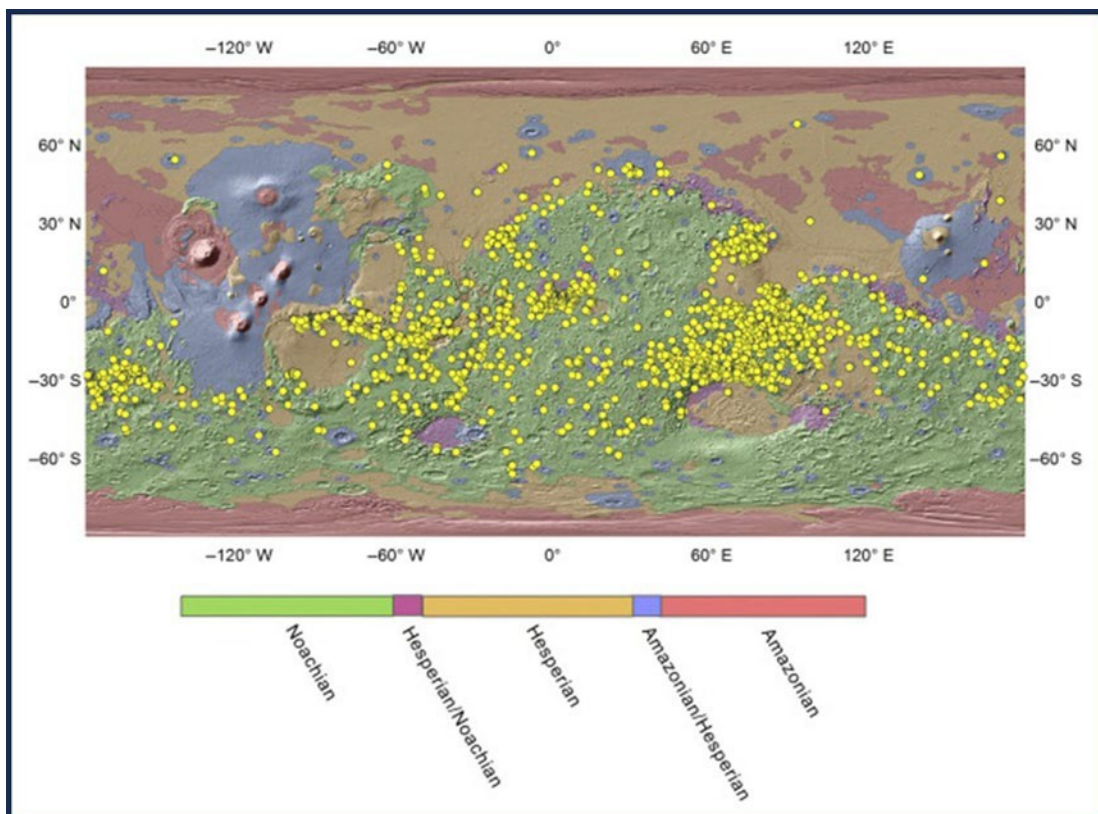 –120° W –60° W 0° 60° E 120° E
60° N 60° N
30° N 30° N
0° 0°
–30° S –30° S
–60° S –60° S
–120° W –60° W 0° 60° E 120° E
Noachian
Hesperian/Noachian
Hesperian
Amazonian/Hesperian
Amazonian